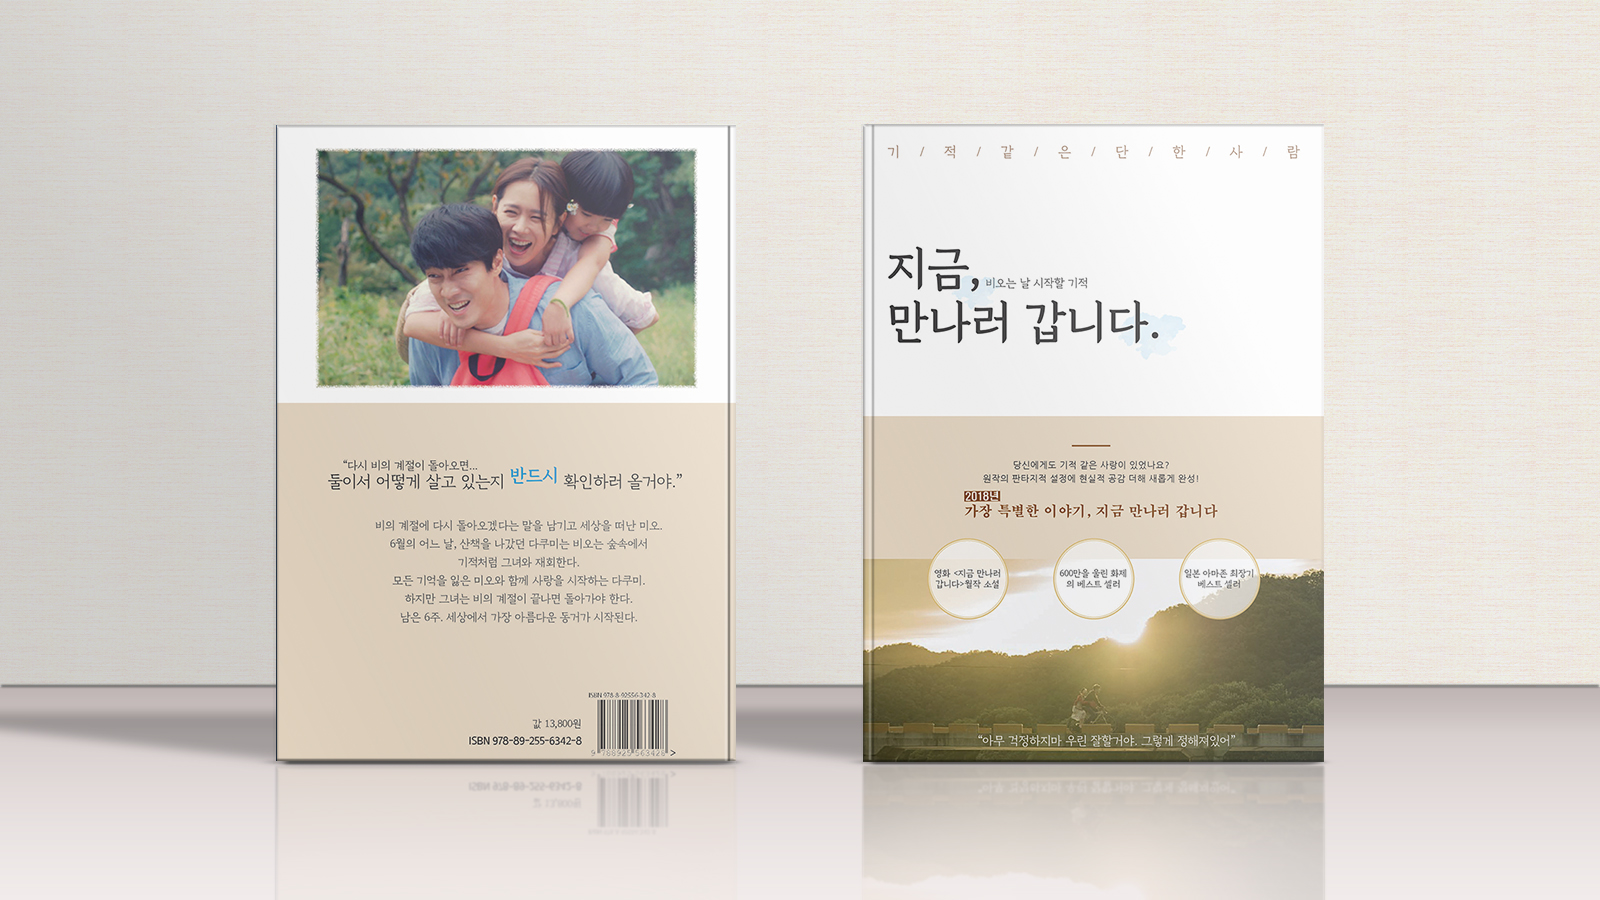 “다시 비의 계절이 돌아오면...
둘이서 어떻게 살고 있는지 반드시 확인하러 올거야.”
비의 계절에 다시 돌아오겠다는 말을 남기고 세상을 떠난 미오.
6월의 어느 날, 산책을 나갔던 다쿠미는 비오는 숲속에서
기적처럼 그녀와 재회한다.
모든 기억을 잃은 미오와 함께 사랑을 시작하는 다쿠미.
하지만 그녀는 비의 계절이 끝나면 돌아가야 한다.
남은 6주. 세상에서 가장 아름다운 동거가 시작된다.
ISBN 978-8-92556-342-8
값 13,800원
ISBN 978-89-255-6342-8
9 788925 563428 >
기 / 적 / 같 / 은 / 단 / 한 / 사 / 람
지금, 비오는 날 시작할 기적
만나러 갑니다.
당신에게도 기적 같은 사랑이 있었나요?
원작의 판타지적 설정에 현실적 공감 더해 새롭게 완성!
2018년
가장 특별한 이야기, 지금 만나러 갑니다
영화 <지금 만나러
갑니다>월작 소설
600만을 울린 화제
의 베스트 셀러
일본 아마존 최장기
베스트 셀러
“아무 걱정하지마 우린 잘할거야. 그렇게 정해져있어”